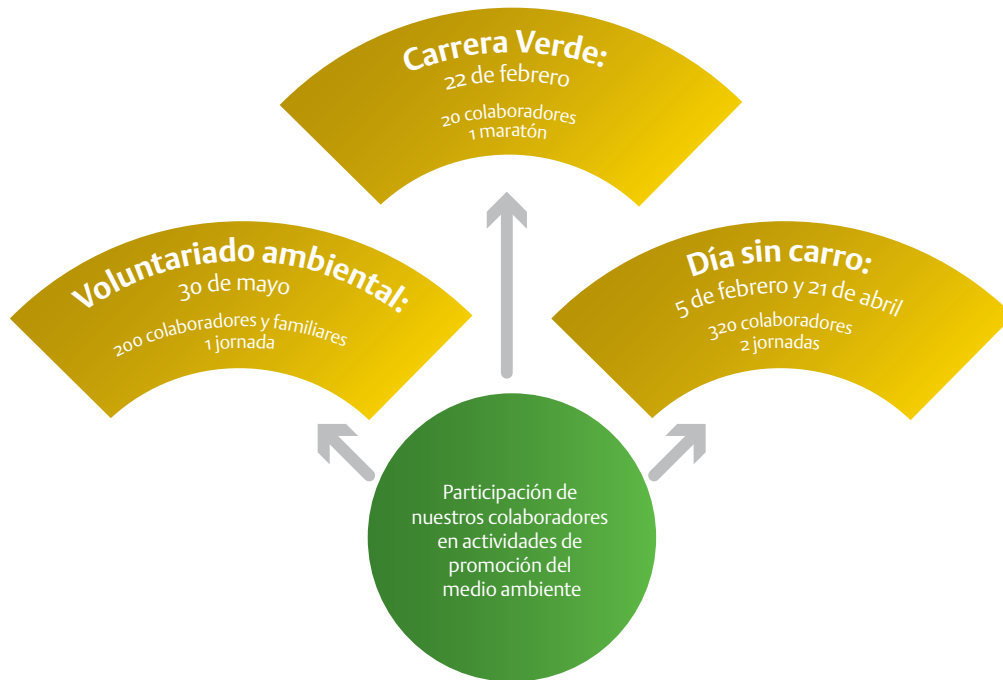 Carrera Verde:
22 de febrero
20 colaboradores
1 maratón
Voluntariado ambiental:
30 de mayo
200 colaboradores y familiares
1 jornada
Día sin carro:
5 de febrero y 21 de abril
320 colaboradores
2 jornadas
Participación de
nuestros colaboradores
en actividades de
promoción del
medio ambiente